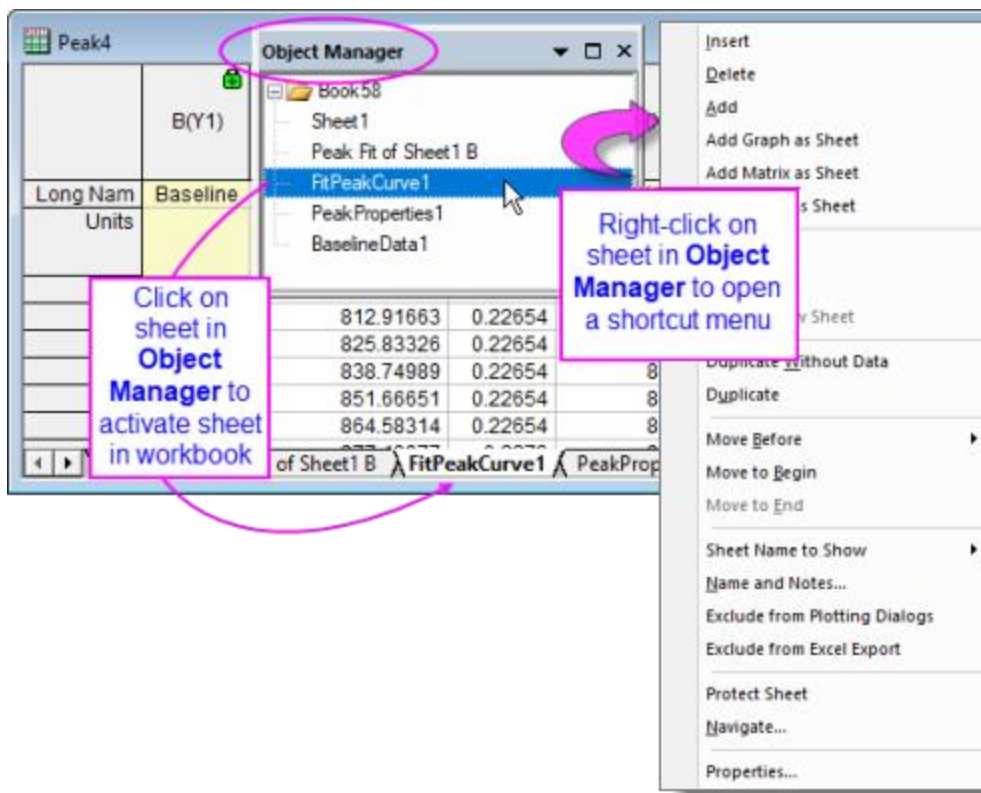 Peak4
B(Y1)
Long Nam Baseline
Units
Object Manager
Book58
Sheet1
Peak Fit of Sheet1 B
FitPeakCurve1
PeakProperties1
BaselineData1
812.91663 0.22654
825.83326 0.22654
838.74989 0.22654 8
851.66651 0.22654 8
864.58314 0.22654 8
of Sheet1 B FitPeakCurve1 PeakProp
Click on
sheet in
Object
Manager to
activate sheet
in workbook
Right-click on
sheet in Object
Manager to open
a shortcut menu
Insert
Delete
Add
Add Graph as Sheet
Add Matrix as Sheet
s Sheet
Sheet
Duplicate Without Data
Duplicate
Move Before
Move to Begin
Move to End
Sheet Name to Show
Name and Notes...
Exclude from Plotting Dialogs
Exclude from Excel Export
Protect Sheet
Navigate...
Properties...